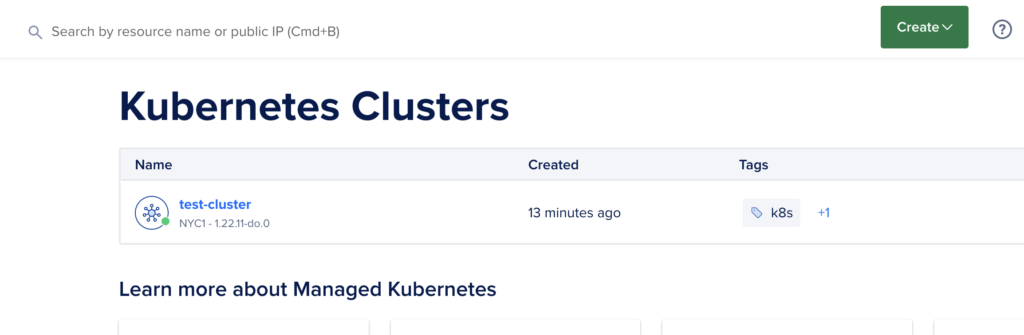 Search by resource name or public IP (Cmd+B)
Create
Kubernetes Clusters
Name Created Tags
test-cluster
NYC1 - 1.22.11-do.0
13 minutes ago
k8s +1
Learn more about Managed Kubernetes